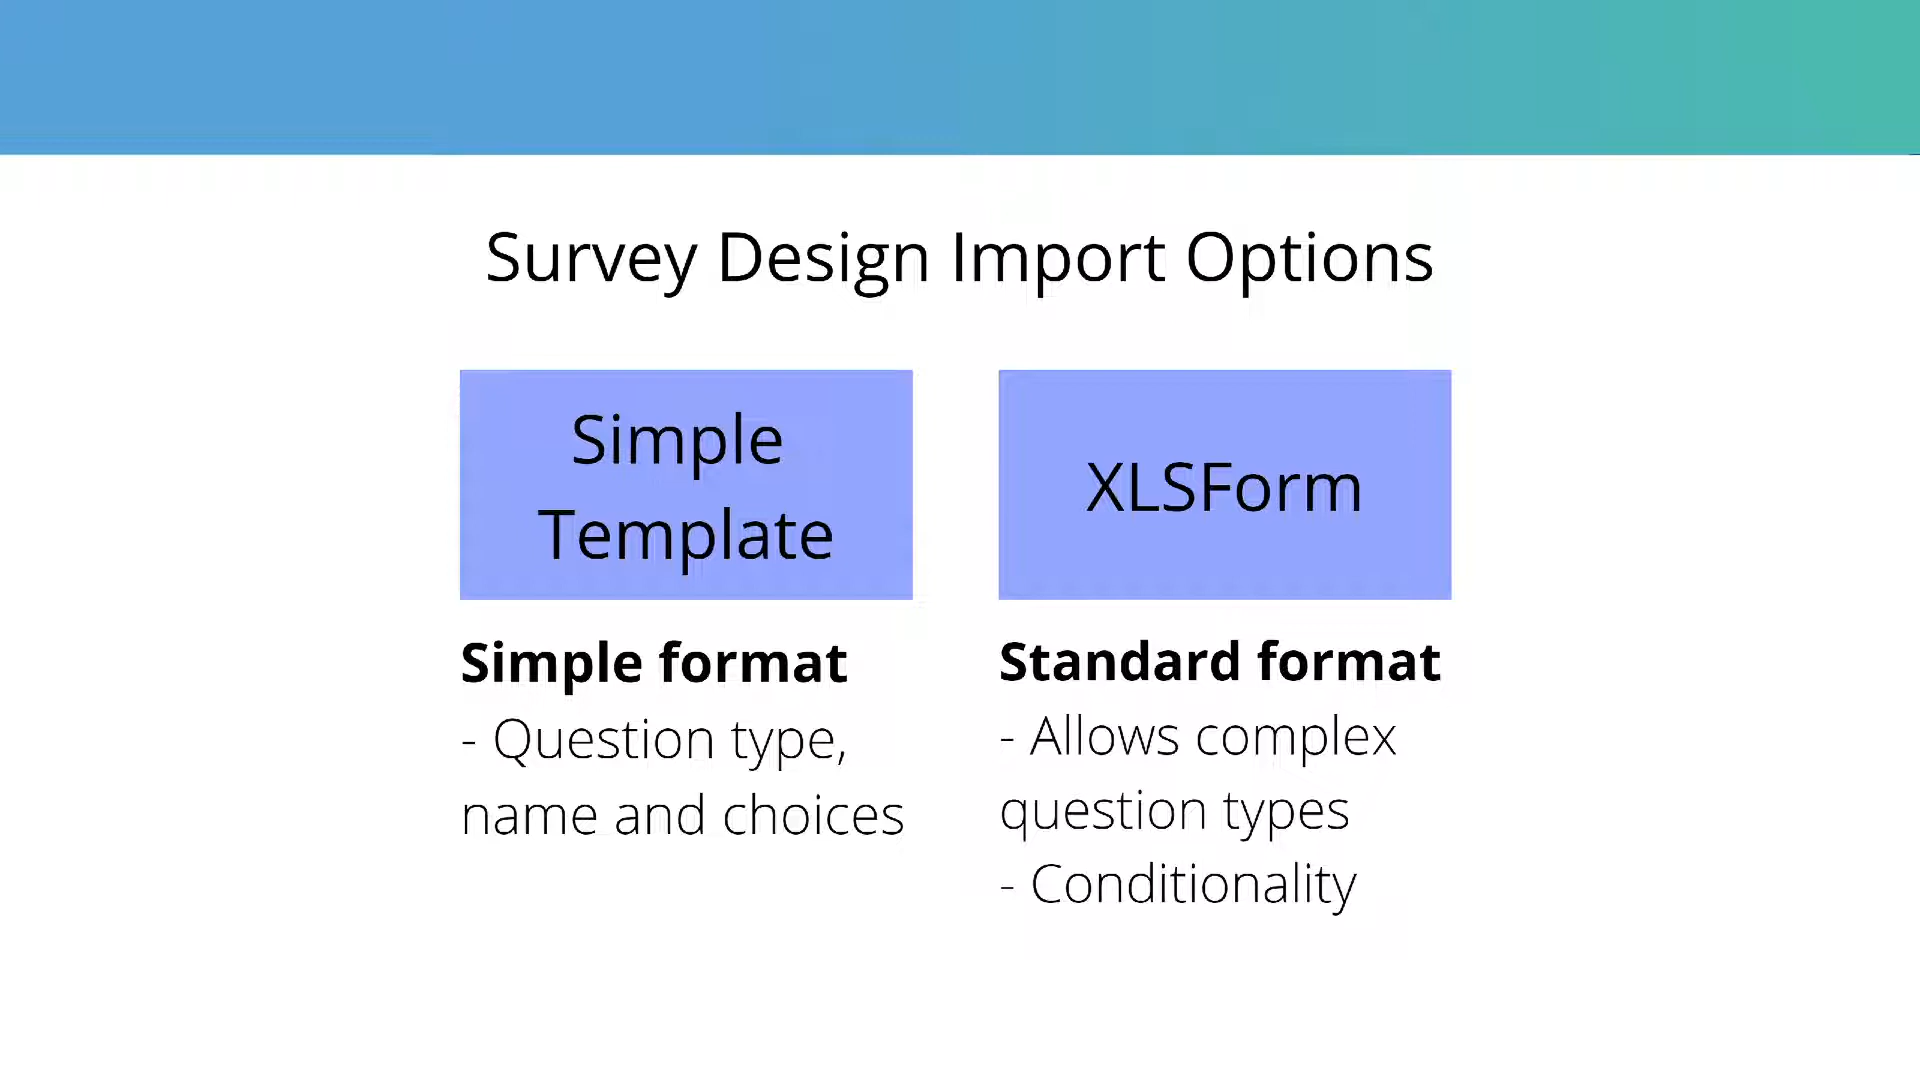 Survey Design Import Options
Simple
Template
Simple format
- Question type,
name and choices
XLSForm
Standard format
- Allows complex
question types
- Conditionality